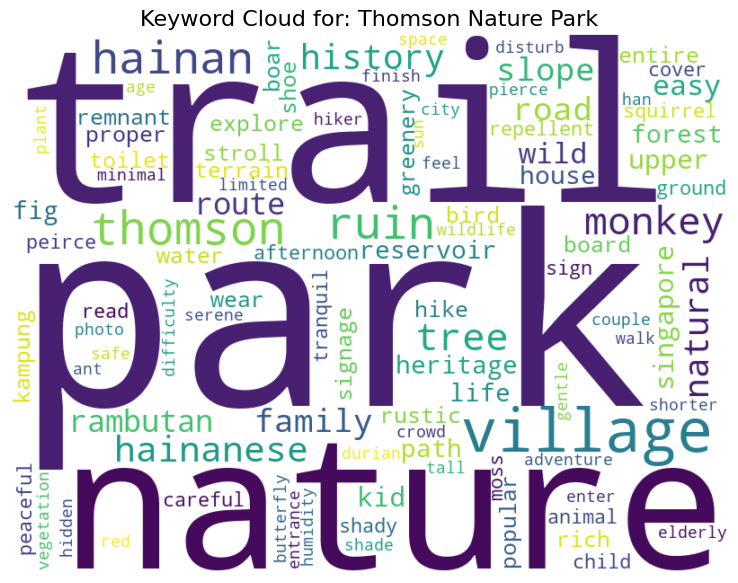 Keyword Cloud for: Thomson Nature Park
trail
park
nature
hainan
boar
shoe
history
space
finish
disturb
pierce
slope
entire
cover
easy
plant
age
remnant
proper
explore
hiker
greenery
sun
city
road
repellent
han
squirrel
toilet
minimal
stroll
terrain
limited
feel
wild
house
forest
upper
ground
fig
peirce
thomson
route
ruin
bird
wildlife
monkey
water
afternoon
reservoir
board
sign
singapore
natural
kampung
read
photo
safe
ant
difficulty
wear
serene
tranquil
signage
hike
tree
heritage
life
couple
walk
gentle
shorter
rambutan
family
rustic
crowd
village
hainanese
durian
path
tall
moss
adventure
peaceful
vegetation
hidden
careful
red
butterfly
entrance
humidity
kid
shady
shade
popular
enter
animal
rich
child
elderly